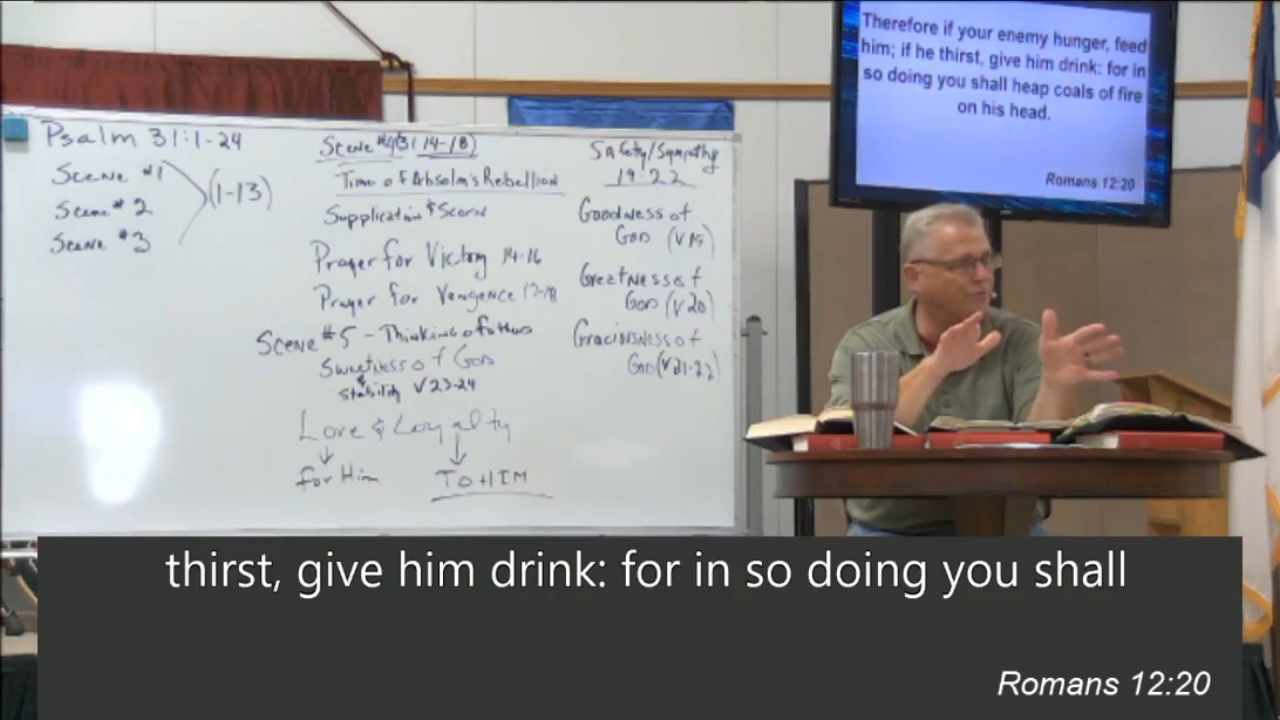 Psalm 31:1-24
Scene #1
Scene #2
Scene #3
(1-13)
Scene #4 (31 14-18)
Time of Absolm's Rebellion
Supplication & Scorn
Prayer for Victory 14-16
Prayer for Vengence 17-18
Scene #5 - Thinking of others
Sweetness of God
& Stability V 23-24
Love & Loyalty
for Him
TO HIM
Safety/Sympathy
19-22
Goodness of
God (V19)
Greatness of
God (V20)
Graciousness of
God (V21-22)
Therefore if your enemy hunger, feed
him; if he thirst, give him drink: for in
so doing you shall heap coals of fire
on his head.
Romans 12:20
thirst, give him drink: for in so doing you shall
Romans 12:20